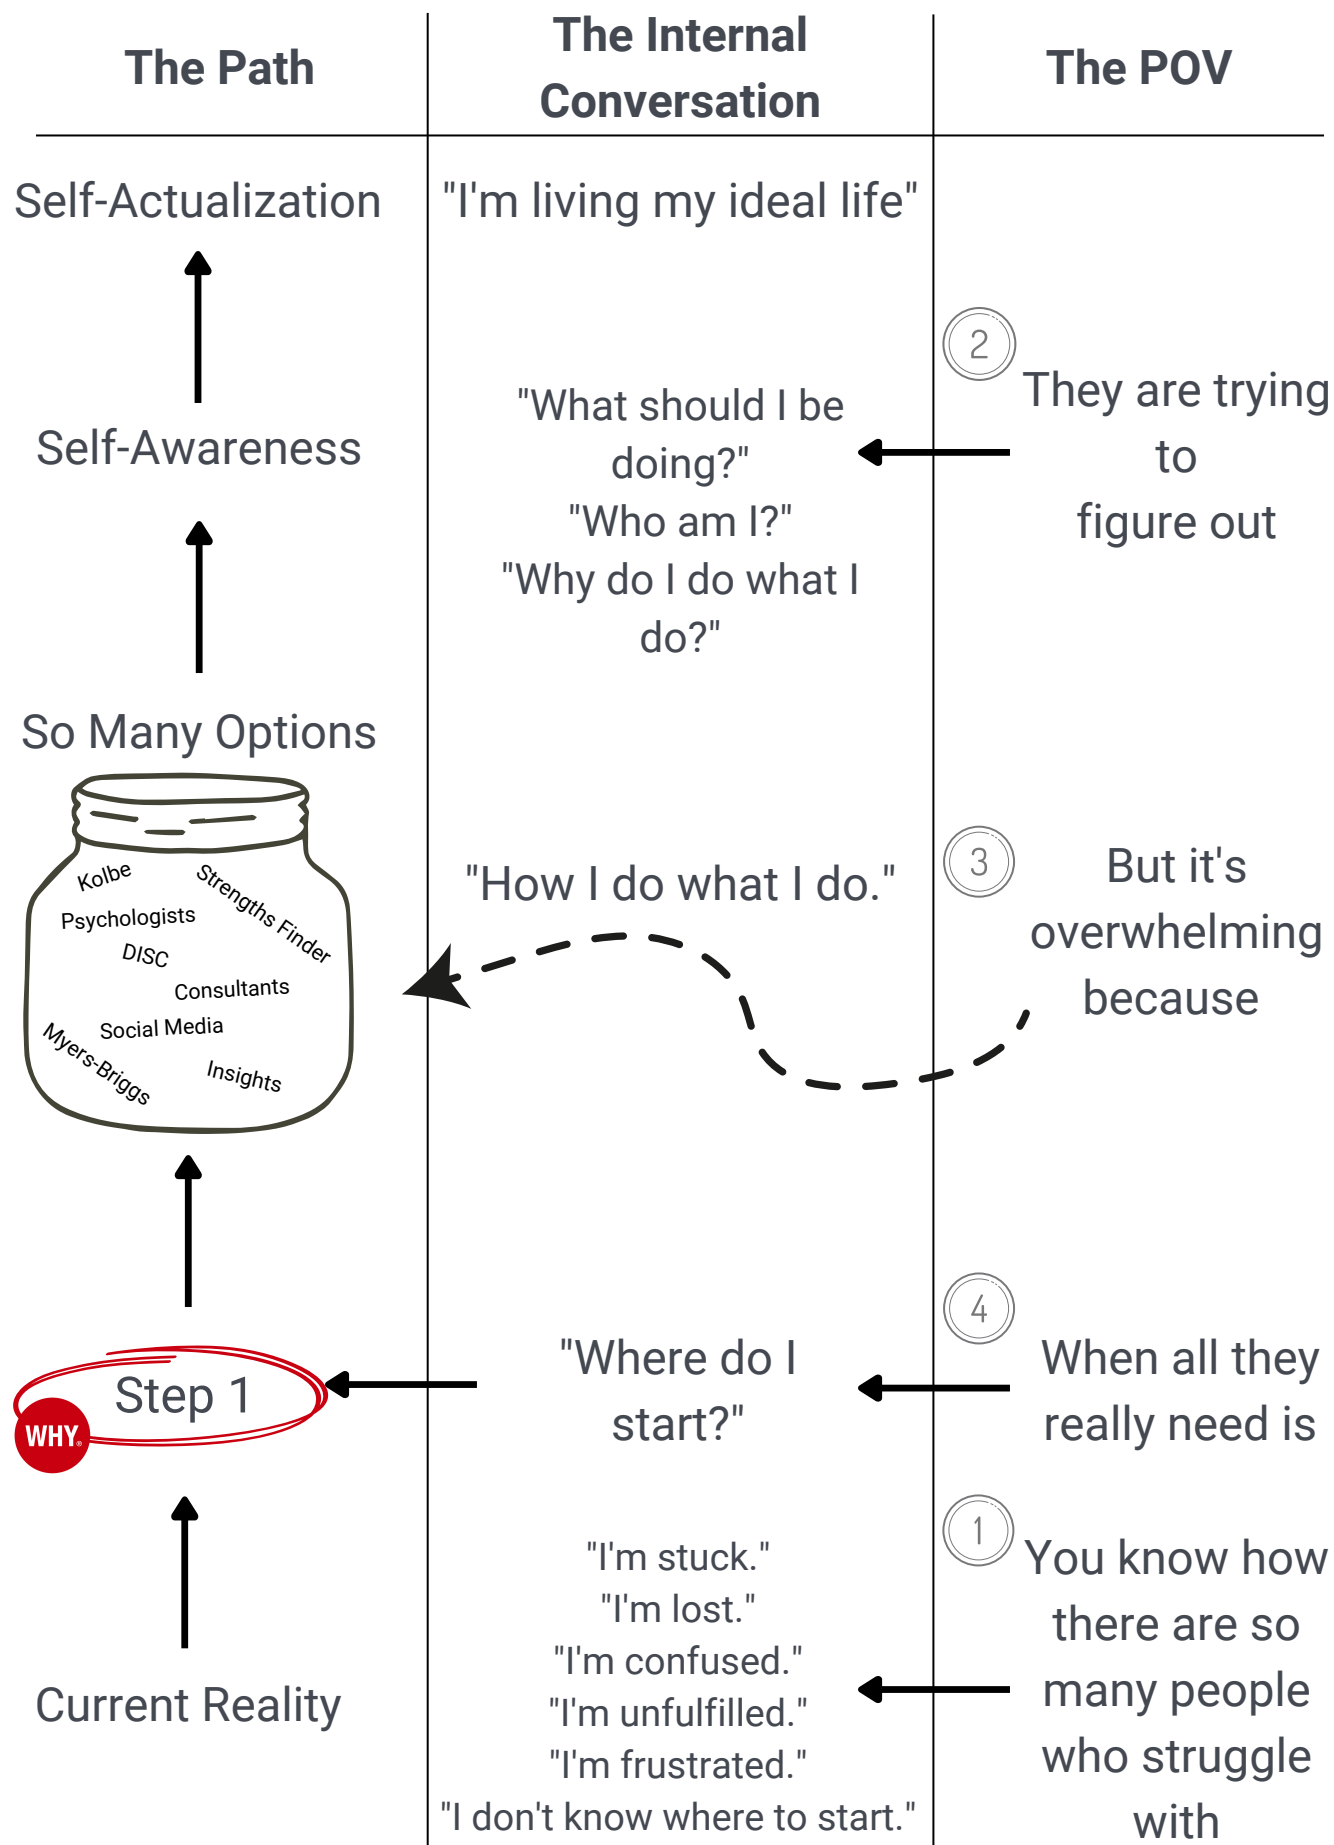 The Path
The Internal
Conversation
The POV
Self-Actualization
"I'm living my ideal life"
2
They are trying
to
figure out
"What should I be
doing?"
"Who am I?"
"Why do I do what I
do?"
Self-Awareness
So Many Options
Kolbe
Strengths Finder
Psychologists
DISC
Consultants
Social Media
Myers-Briggs
Insights
"How I do what I do."
3
But it's
overwhelming
because
4
When all they
really need is
"Where do I
start?"
Step 1
WHY®
1
You know how
there are so
many people
who struggle
with
"I'm stuck."
"I'm lost."
"I'm confused."
"I'm unfulfilled."
"I'm frustrated."
"I don't know where to start."
Current Reality